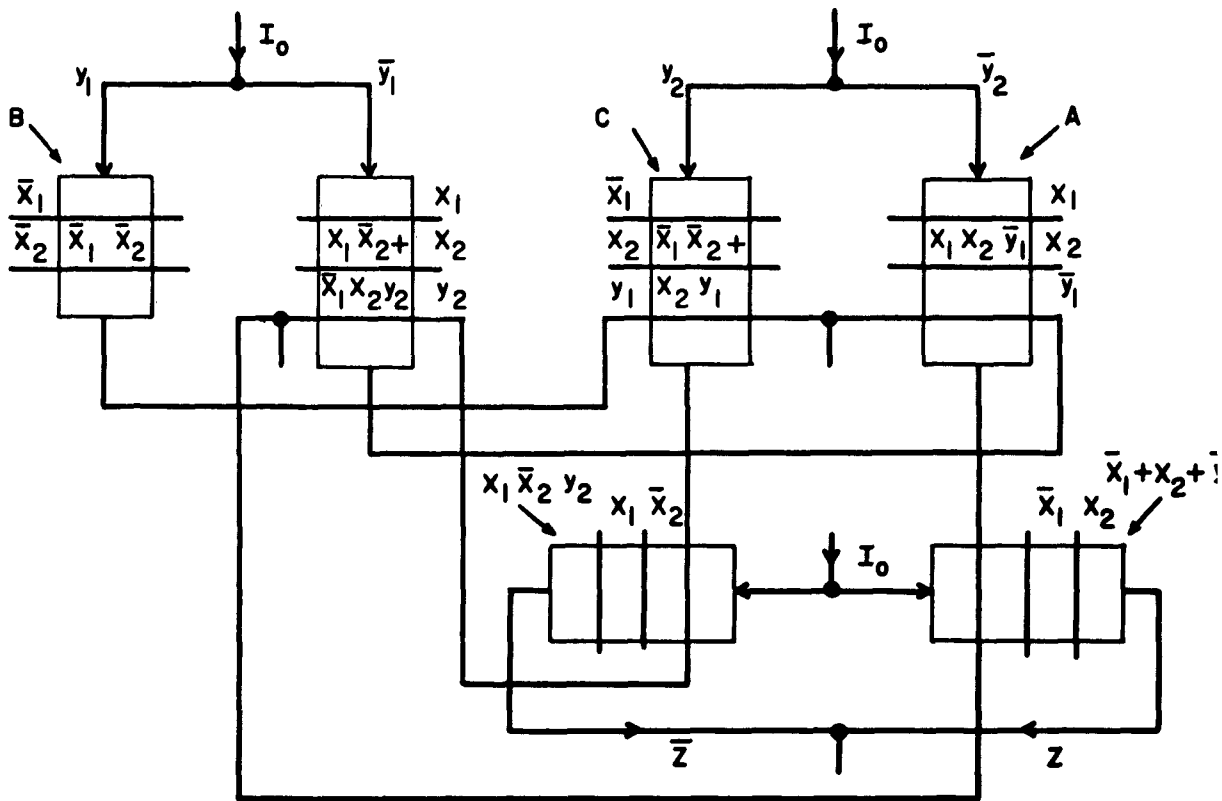 I₀ I₀
y₁ ȳ₁ y₂ ȳ₂
B C A
x̄₁ x₁ x̄₁ x₁
x̄₂ x̄₁ x̄₂ x₁ x̄₂+ x₂ x₂ x̄₁ x̄₂+ x₁ x₂ ȳ₁ x₂
x̄₁ x₂ y₂ y₂ y₁ x₂ y₁ ȳ₁
x₁ x̄₂ y₂ x̄₁+x₂+
x₁ x̄₂ x̄₁ x₂
I₀
z̄ z